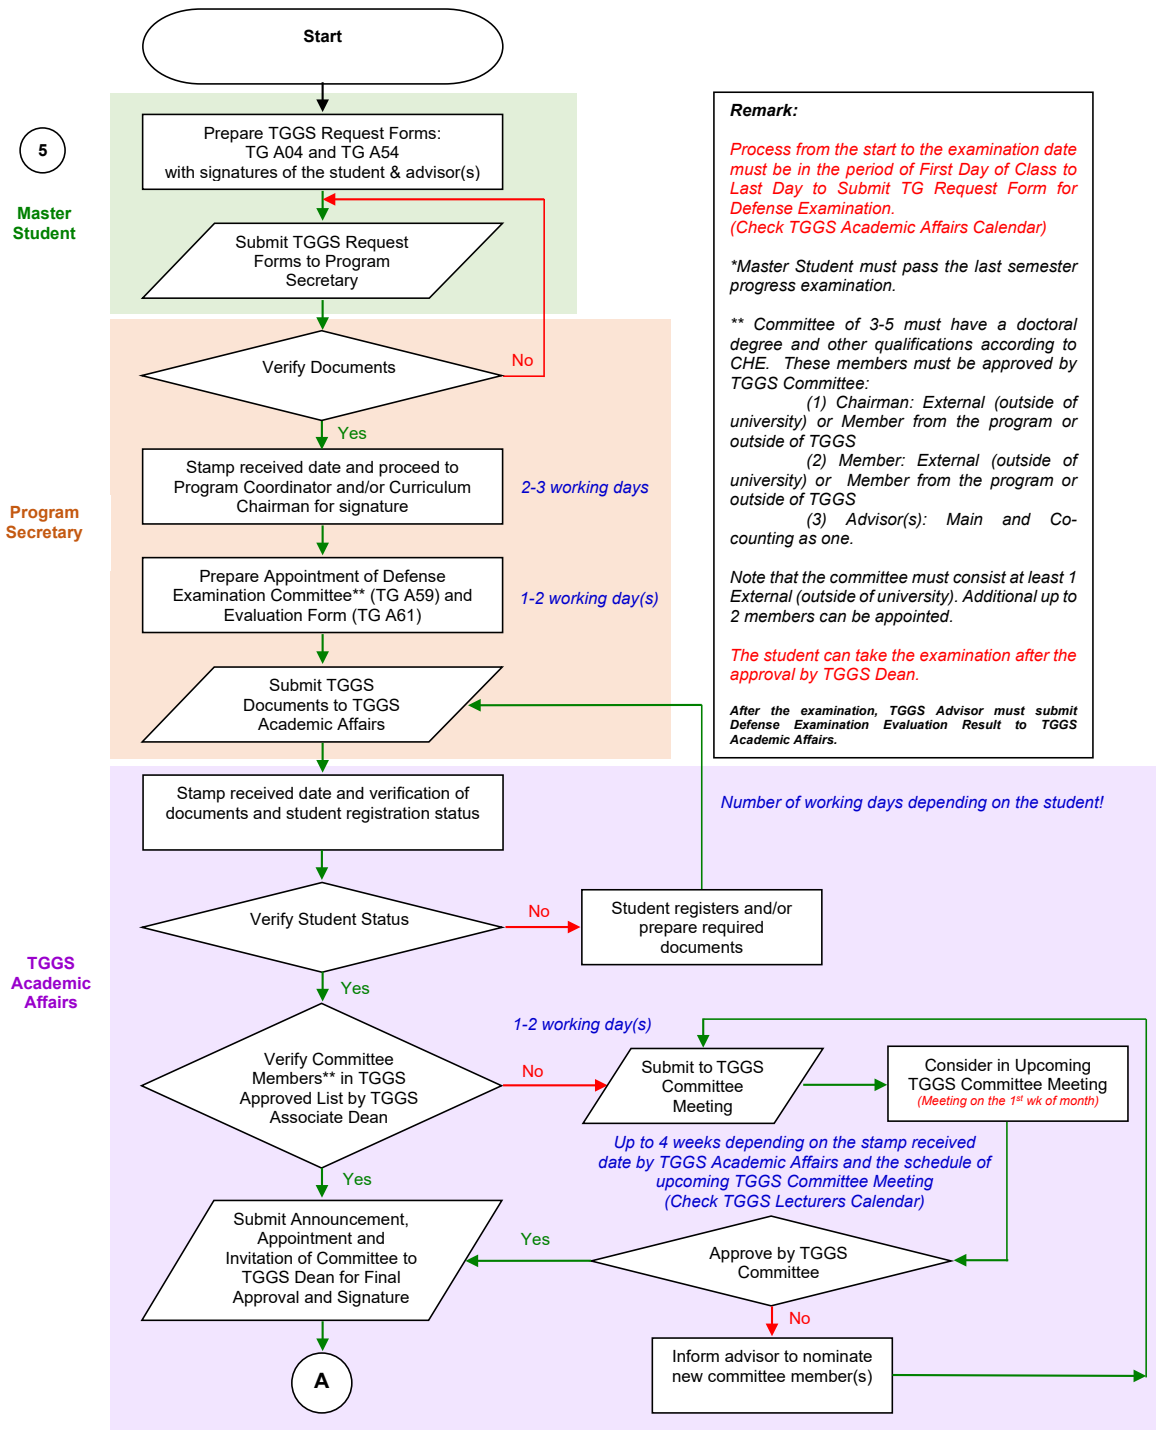 Start
5
Master
Student
Prepare TGGS Request Forms:
TG A04 and TG A54
with signatures of the student & advisor(s)
Submit TGGS Request
Forms to Program
Secretary
Verify Documents
No
Yes
Program
Secretary
Stamp received date and proceed to
Program Coordinator and/or Curriculum
Chairman for signature
2-3 working days
Prepare Appointment of Defense
Examination Committee** (TG A59) and
Evaluation Form (TG A61)
1-2 working day(s)
Submit TGGS
Documents to TGGS
Academic Affairs
Remark:
Process from the start to the examination date
must be in the period of First Day of Class to
Last Day to Submit TG Request Form for
Defense Examination.
(Check TGGS Academic Affairs Calendar)
*Master Student must pass the last semester
progress examination.
** Committee of 3-5 must have a doctoral
degree and other qualifications according to
CHE. These members must be approved by
TGGS Committee:
(1) Chairman: External (outside of
university) or Member from the program or
outside of TGGS
(2) Member: External (outside of
university) or Member from the program or
outside of TGGS
(3) Advisor(s): Main and Co-
counting as one.
Note that the committee must consist at least 1
External (outside of university). Additional up to
2 members can be appointed.
The student can take the examination after the
approval by TGGS Dean.
After the examination, TGGS Advisor must submit
Defense Examination Evaluation Result to TGGS
Academic Affairs.
TGGS
Academic
Affairs
Stamp received date and verification of
documents and student registration status
Number of working days depending on the student!
Verify Student Status
No
Student registers and/or
prepare required
documents
Yes
1-2 working day(s)
Verify Committee
Members** in TGGS
Approved List by TGGS
Associate Dean
No
Submit to TGGS
Committee
Meeting
Consider in Upcoming
TGGS Committee Meeting
(Meeting on the 1st wk of month)
Up to 4 weeks depending on the stamp received
date by TGGS Academic Affairs and the schedule of
upcoming TGGS Committee Meeting
(Check TGGS Lecturers Calendar)
Yes
Submit Announcement,
Appointment and
Invitation of Committee to
TGGS Dean for Final
Approval and Signature
Yes
Approve by TGGS
Committee
No
Inform advisor to nominate
new committee member(s)
A